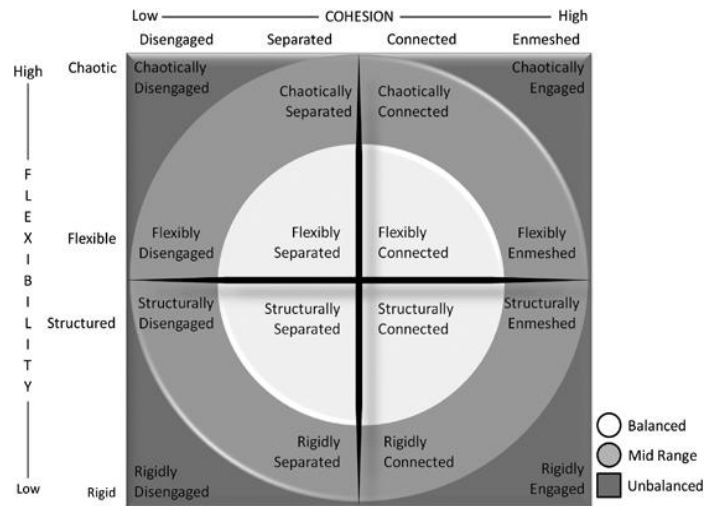 Low COHESION High
Disengaged Separated Connected Enmeshed
High
Chaotic
Chaotically
Disengaged
Chaotically
Separated
Chaotically
Connected
Chaotically
Engaged
FLEXIBILITY
Flexible
Flexibly
Disengaged
Flexibly
Separated
Flexibly
Connected
Flexibly
Enmeshed
Structured
Structurally
Disengaged
Structurally
Separated
Structurally
Connected
Structurally
Enmeshed
Low
Rigid
Rigidly
Disengaged
Rigidly
Separated
Rigidly
Connected
Rigidly
Engaged
Balanced
Mid Range
Unbalanced